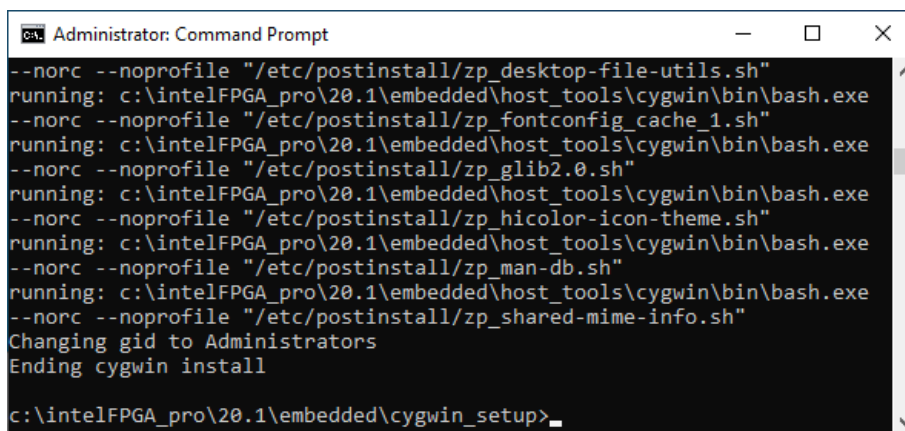 Administrator: Command Prompt
--norc --noprofile "/etc/postinstall/zp_desktop-file-utils.sh"
running: c:\intelFPGA_pro\20.1\embedded\host_tools\cygwin\bin\bash.exe
--norc --noprofile "/etc/postinstall/zp_fontconfig_cache_1.sh"
running: c:\intelFPGA_pro\20.1\embedded\host_tools\cygwin\bin\bash.exe
--norc --noprofile "/etc/postinstall/zp_glib2.0.sh"
running: c:\intelFPGA_pro\20.1\embedded\host_tools\cygwin\bin\bash.exe
--norc --noprofile "/etc/postinstall/zp_hicolor-icon-theme.sh"
running: c:\intelFPGA_pro\20.1\embedded\host_tools\cygwin\bin\bash.exe
--norc --noprofile "/etc/postinstall/zp_man-db.sh"
running: c:\intelFPGA_pro\20.1\embedded\host_tools\cygwin\bin\bash.exe
--norc --noprofile "/etc/postinstall/zp_shared-mime-info.sh"
Changing gid to Administrators
Ending cygwin install
c:\intelFPGA_pro\20.1\embedded\cygwin_setup>